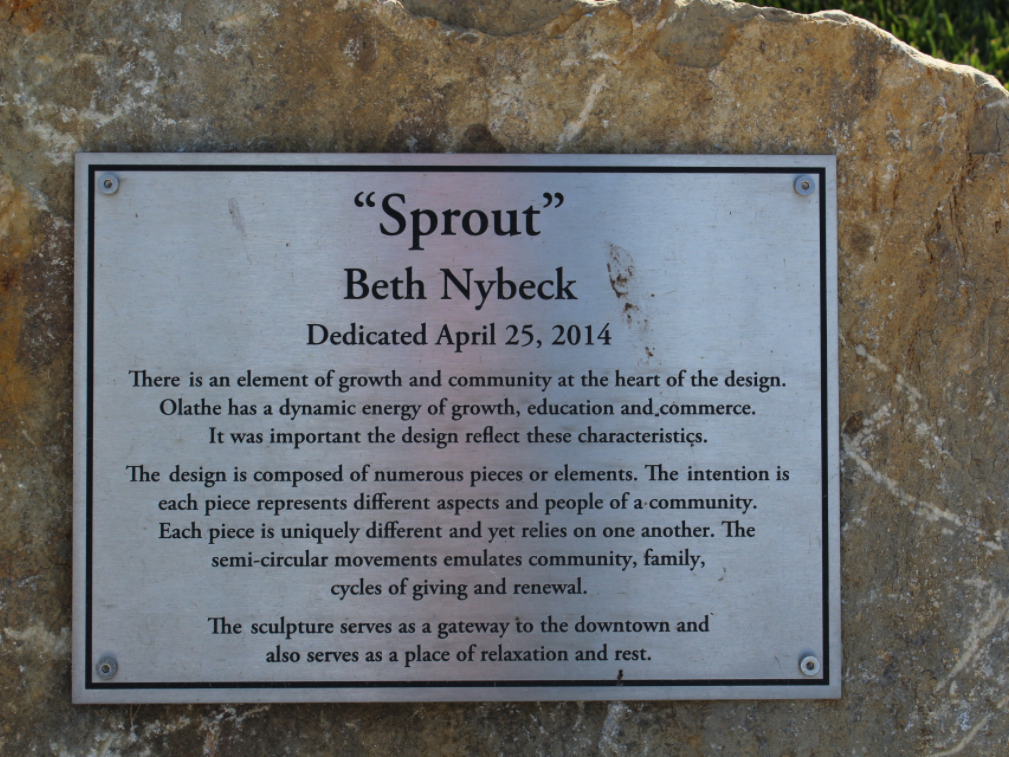 “Sprout”
Beth Nybeck
Dedicated April 25, 2014
There is an element of growth and community at the heart of the design.
Olathe has a dynamic energy of growth, education and commerce.
It was important the design reflect these characteristics.
The design is composed of numerous pieces or elements. The intention is
each piece represents different aspects and people of a community.
Each piece is uniquely different and yet relies on one another. The
semi-circular movements emulates community, family,
cycles of giving and renewal.
The sculpture serves as a gateway to the downtown and
also serves as a place of relaxation and rest.